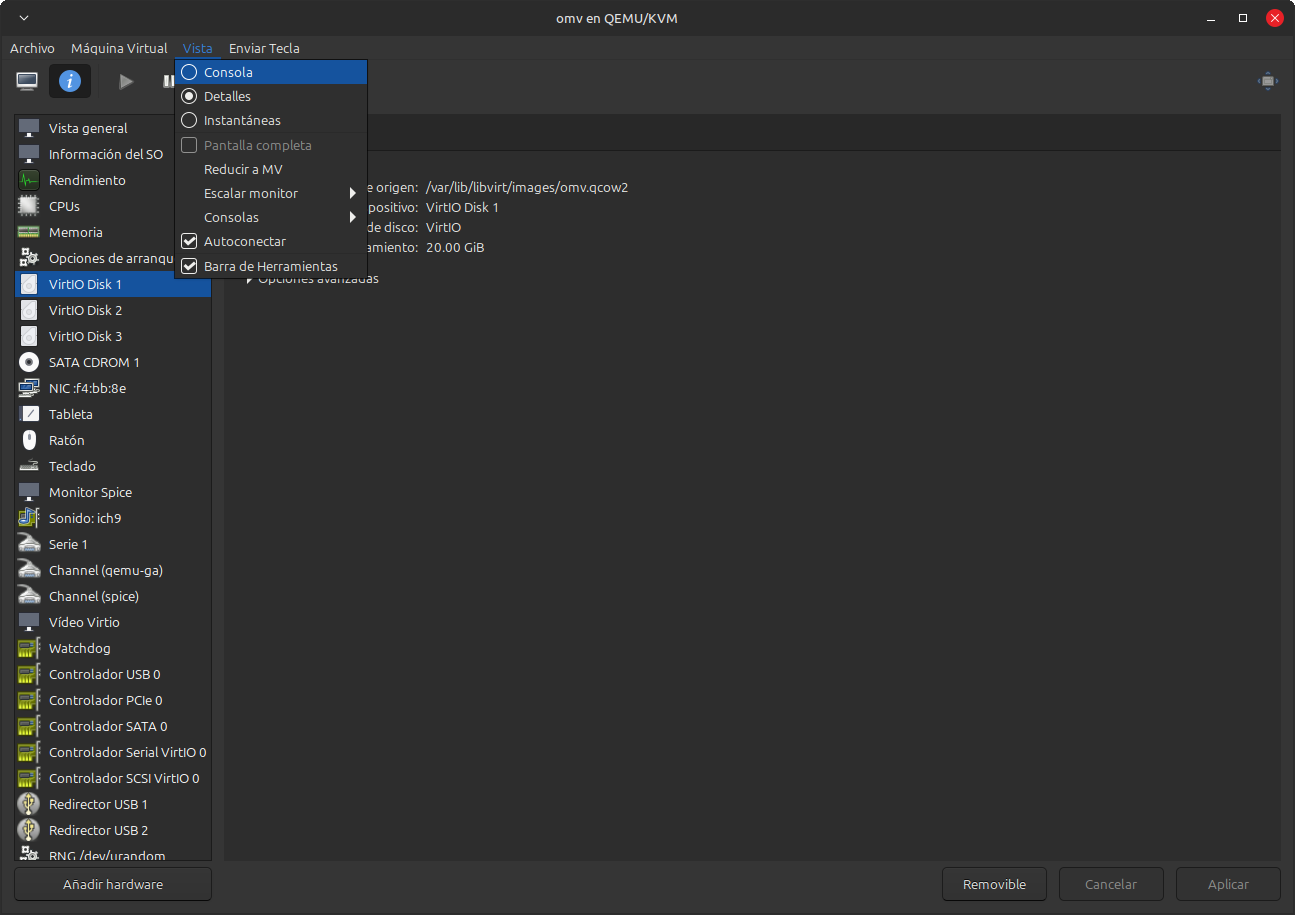 omv en QEMU/KVM
Archivo Máquina Virtual Vista Enviar Tecla
Consola
Detalles
Instantáneas
Pantalla completa
Reducir a MV
Escalar monitor
Consolas
Autoconectar
Barra de Herramientas
Vista general
Información del SO
Rendimiento
CPUs
Memoria
Opciones de arranqu
VirtIO Disk 1
VirtIO Disk 2
VirtIO Disk 3
SATA CDROM 1
NIC :f4:bb:8e
Tableta
Ratón
Teclado
Monitor Spice
Sonido: ich9
Serie 1
Channel (qemu-ga)
Channel (spice)
Vídeo Virtio
Watchdog
Controlador USB 0
Controlador PCIe 0
Controlador SATA 0
Controlador Serial VirtIO 0
Controlador SCSI VirtIO 0
Redirector USB 1
Redirector USB 2
RNG /dev/urandom
e origen: /var/lib/libvirt/images/omv.qcow2
positivo: VirtIO Disk 1
de disco: VirtIO
amiento: 20.00 GiB
Opciones avanzadas
Añadir hardware
Removible Cancelar Aplicar